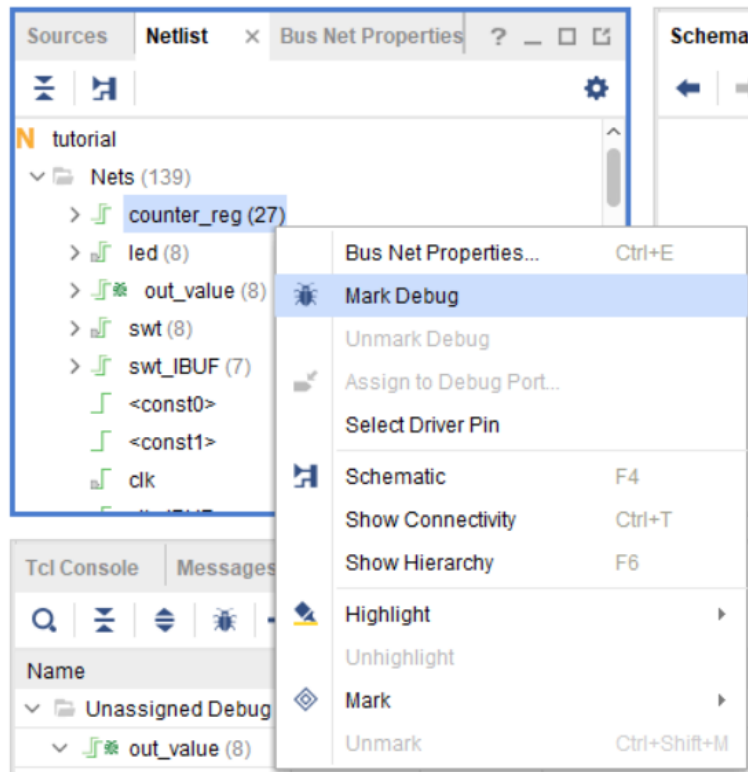 Sources Netlist × Bus Net Properties ? Schema
N tutorial
Nets (139)
counter_reg (27)
led (8)
out_value (8)
swt (8)
swt_IBUF (7)
<const0>
<const1>
clk
Bus Net Properties... Ctrl+E
Mark Debug
Unmark Debug
Assign to Debug Port...
Select Driver Pin
Schematic F4
Show Connectivity Ctrl+T
Show Hierarchy F6
Highlight
Unhighlight
Mark
Unmark Ctrl+Shift+M
Tcl Console Messages
Name
Unassigned Debug
out_value (8)